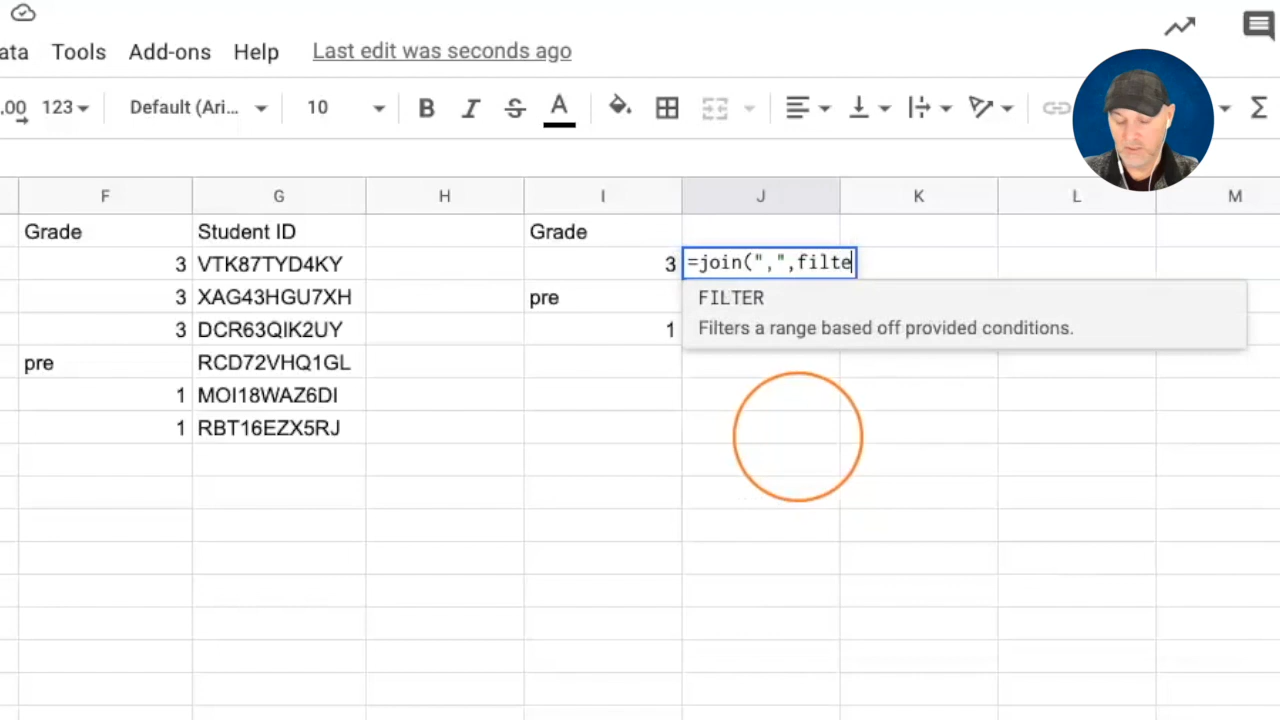 ata Tools Add-ons Help Last edit was seconds ago
.00 123 Default (Ari... 10 B I S A Σ
F G H I J K L M
Grade Student ID Grade
3 VTK87TYD4KY 3 =join(",",filte
3 XAG43HGU7XH pre FILTER
3 DCR63QIK2UY 1 Filters a range based off provided conditions.
pre RCD72VHQ1GL
1 MOI18WAZ6DI
1 RBT16EZX5RJ